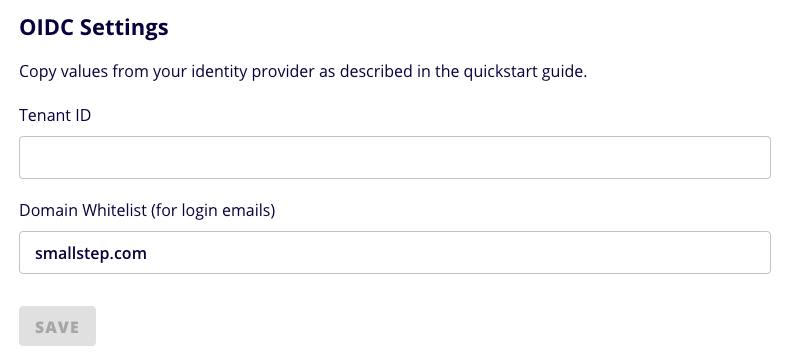 OIDC Settings
Copy values from your identity provider as described in the quickstart guide.
Tenant ID
Domain Whitelist (for login emails)
smallstep.com
SAVE